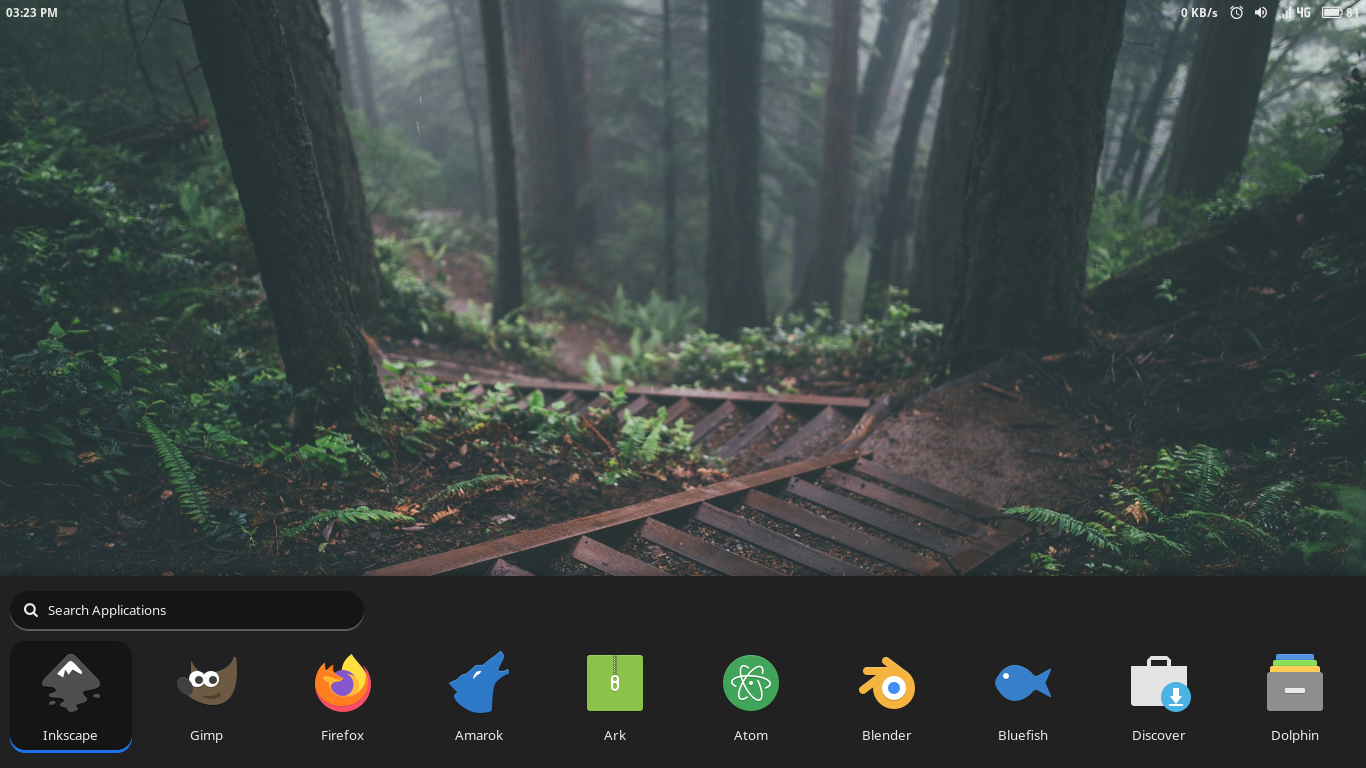 03:23 PM
0 KB/s 4G 81
Search Applications
Inkscape Gimp Firefox Amarok Ark Atom Blender Bluefish Discover Dolphin